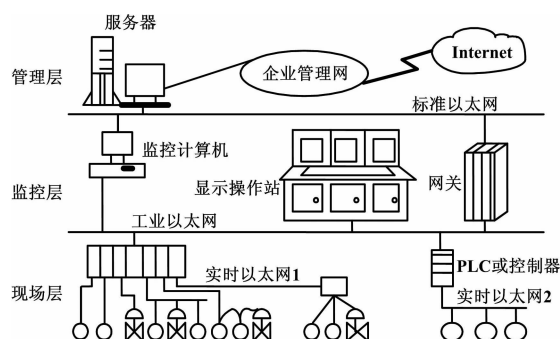 服务器
Internet
管理层
企业管理网
标准以太网
监控计算机
监控层
显示操作站
网关
工业以太网
实时以太网1
PLC或控制器
现场层
实时以太网2